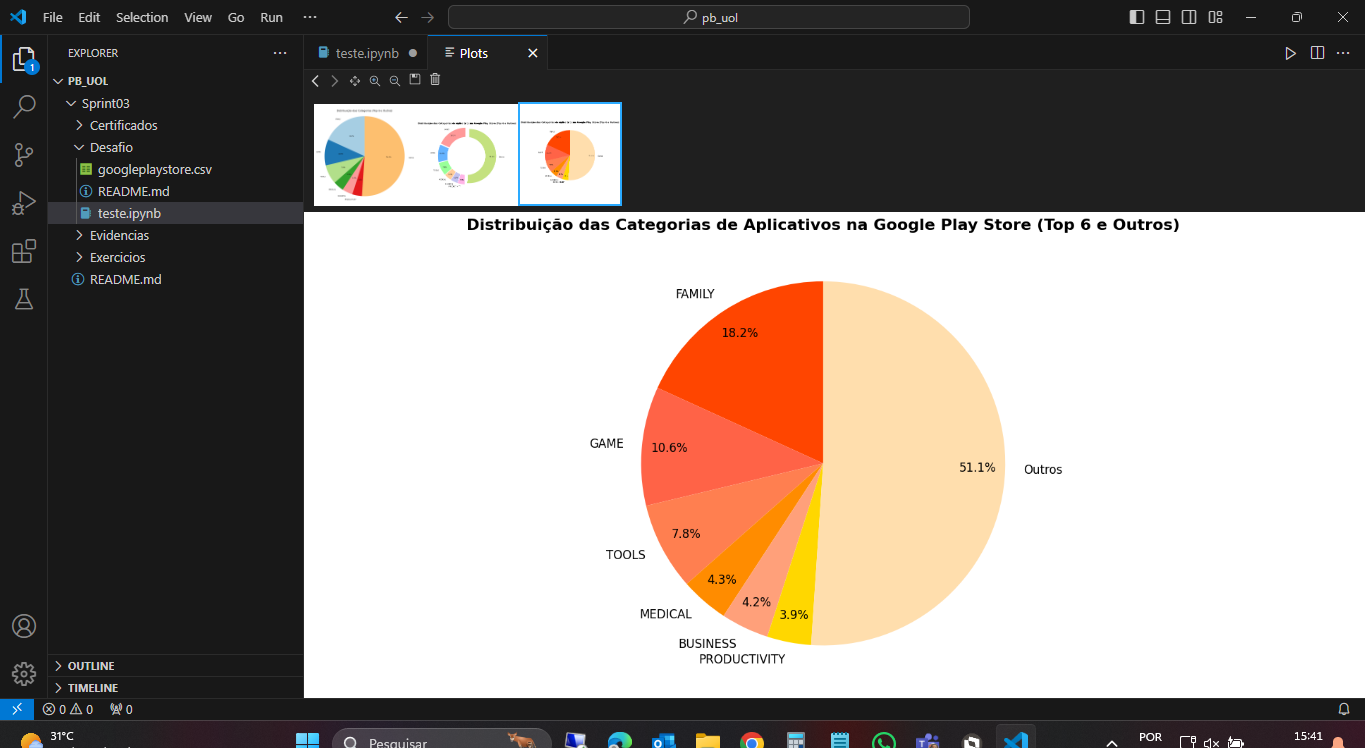 File Edit Selection View Go Run ··· pb_uol
EXPLORER ···
PB_UOL
Sprint03
Certificados
Desafio
googleplaystore.csv
README.md
teste.ipynb
Evidencias
Exercicios
README.md
OUTLINE
TIMELINE
1
teste.ipynb
Plots
Distribuição das Categorias de Aplicativos na Google Play Store (Top 6 e Outros)
FAMILY
18.2%
GAME
10.6%
51.1%
Outros
TOOLS
7.8%
MEDICAL
4.3%
BUSINESS
4.2%
PRODUCTIVITY
3.9%
0 0 0
31°C
Pesquisar
POR
15:41